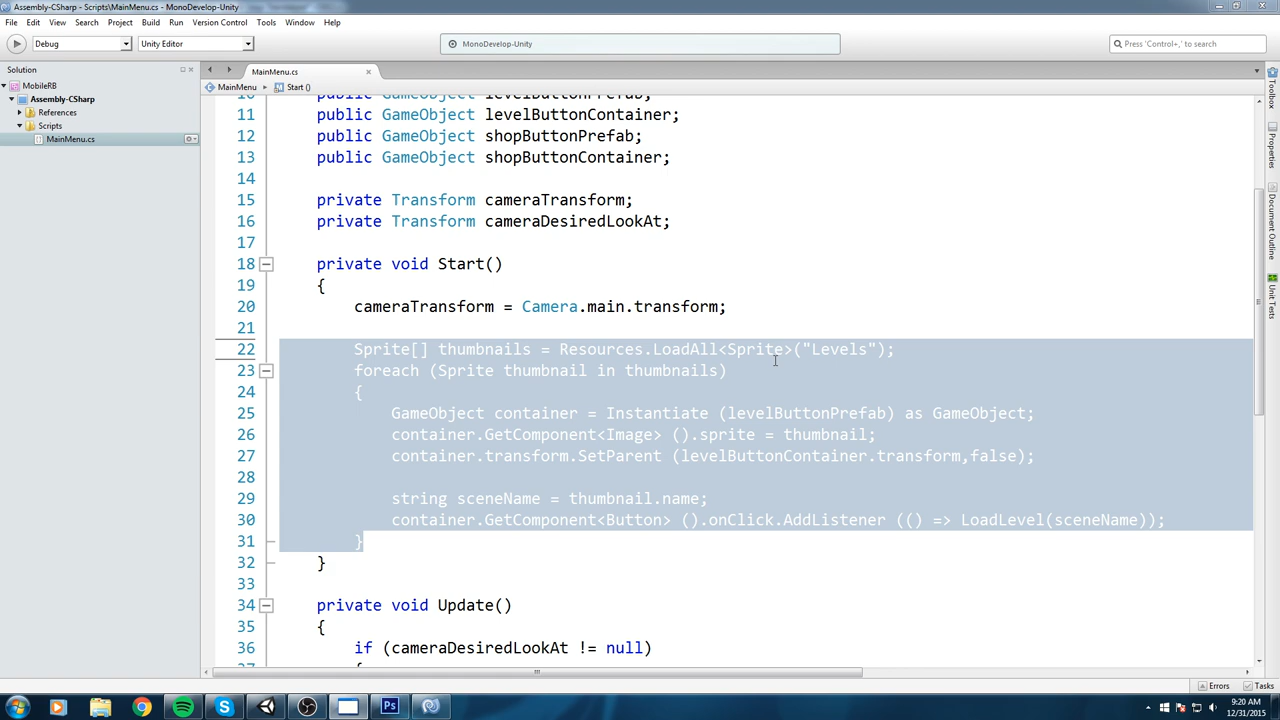 Assembly-CSharp - Scripts\MainMenu.cs - MonoDevelop-Unity
File Edit View Search Project Build Run Version Control Tools Window Help
Debug Unity Editor MonoDevelop-Unity Press 'Control+,' to search
Solution
MobileRB
Assembly-CSharp
References
Scripts
MainMenu.cs
MainMenu.cs
MainMenu Start ()
10 public GameObject levelButtonPrefab;
11 public GameObject levelButtonContainer;
12 public GameObject shopButtonPrefab;
13 public GameObject shopButtonContainer;
14
15 private Transform cameraTransform;
16 private Transform cameraDesiredLookAt;
17
18 private void Start()
19 {
20 cameraTransform = Camera.main.transform;
21
22 Sprite[] thumbnails = Resources.LoadAll<Sprite>("Levels");
23 foreach (Sprite thumbnail in thumbnails)
24 {
25 GameObject container = Instantiate (levelButtonPrefab) as GameObject;
26 container.GetComponent<Image> ().sprite = thumbnail;
27 container.transform.SetParent (levelButtonContainer.transform,false);
28
29 string sceneName = thumbnail.name;
30 container.GetComponent<Button> ().onClick.AddListener (() => LoadLevel(sceneName));
31 }
32 }
33
34 private void Update()
35 {
36 if (cameraDesiredLookAt != null)
37 {
Toolbox
Properties
Document Outline
Unit Tests
Errors Tasks
9:20 AM
12/31/2015